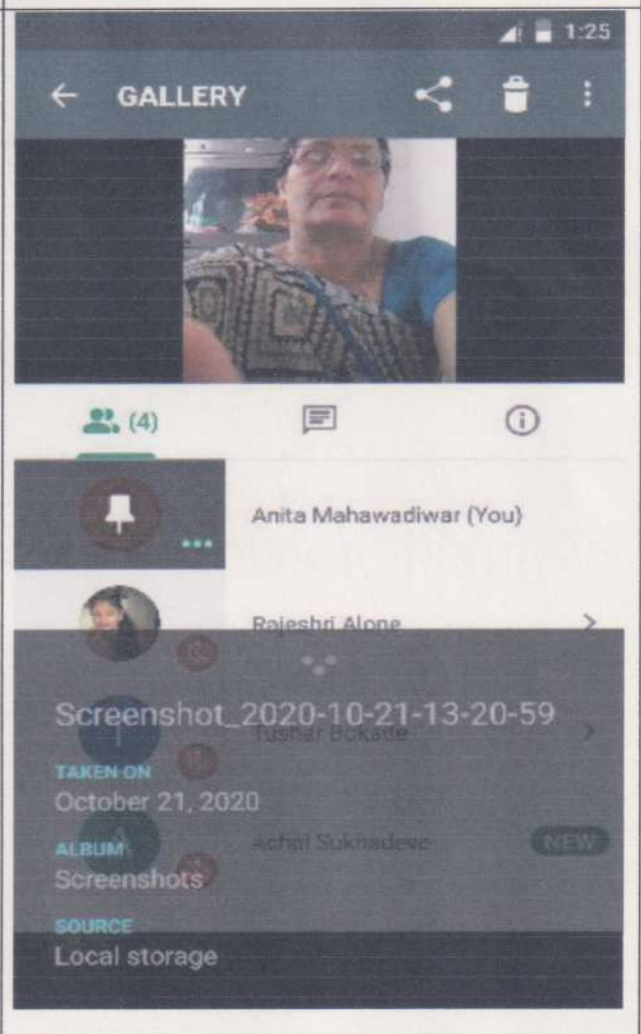 1:25
GALLERY
(4)
Anita Mahawadiwar (You)
Rajeshri Alone
Screenshot_2020-10-21-13-20-59
Tushar Bokade
TAKEN ON
October 21, 2020
ALBUM
Achal Sukhadeve
NEW
Screenshots
SOURCE
Local storage